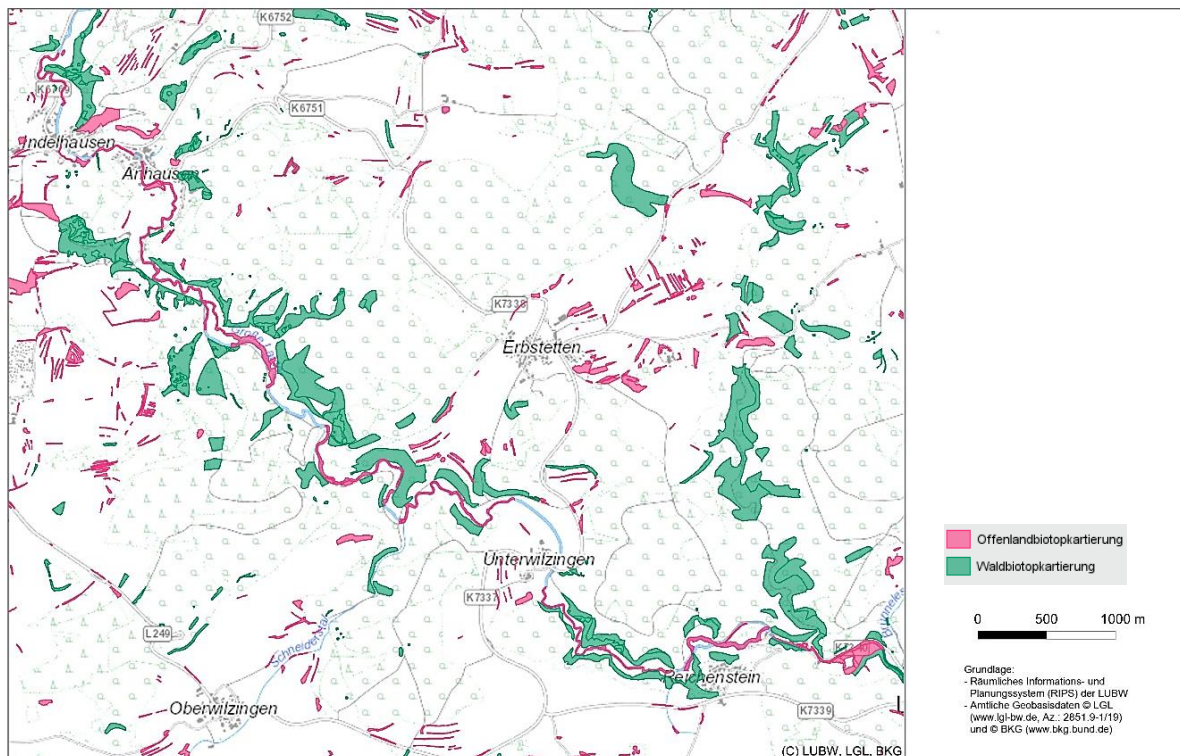 K6752
K6751
Indelhausen
Anhausen
K7338
Erbstetten
Große
Unterwilzingen
K7337
L249
Oberwilzingen
Reichenstein
K7339
(C) LUBW, LGL, BKG
Offenlandbiotopkartierung
Waldbiotopkartierung
0 500 1000 m
Grundlage:
- Räumliches Informations- und
Planungssystem (RIPS) der LUBW
- Amtliche Geobasisdaten © LGL
(www.lgl-bw.de, Az.: 2851.9-1/19)
und © BKG (www.bkg.bund.de)